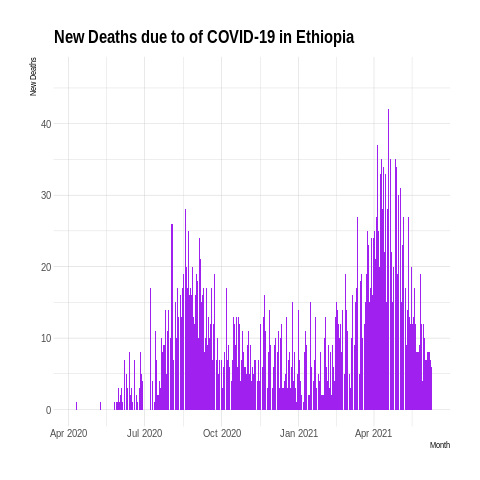 New Deaths due to of COVID-19 in Ethiopia
New Deaths
40
30
20
10
0
Apr 2020 Jul 2020 Oct 2020 Jan 2021 Apr 2021
Month